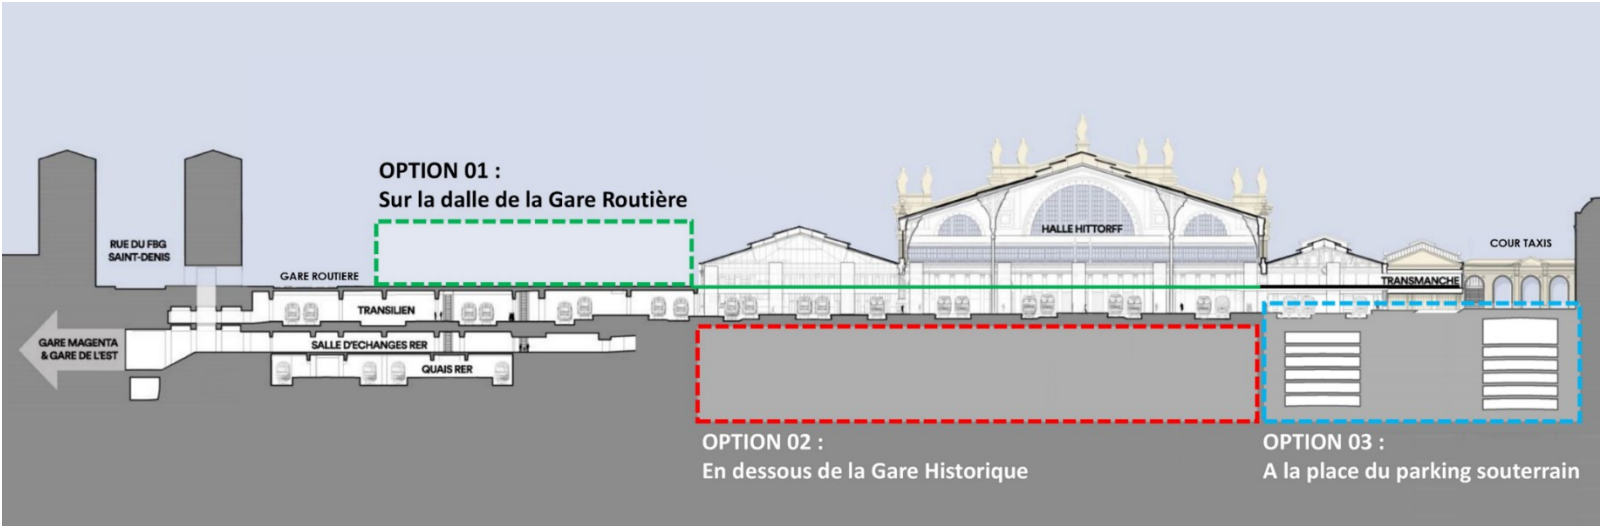 OPTION 01 :
Sur la dalle de la Gare Routière
RUE DU FBG
SAINT-DENIS
GARE ROUTIERE
HALLE HITTORFF
COUR TAXIS
TRANSMANCHE
TRANSILIEN
GARE MAGENTA
& GARE DE L'EST
SALLE D'ECHANGES RER
QUAIS RER
OPTION 02 :
En dessous de la Gare Historique
OPTION 03 :
A la place du parking souterrain